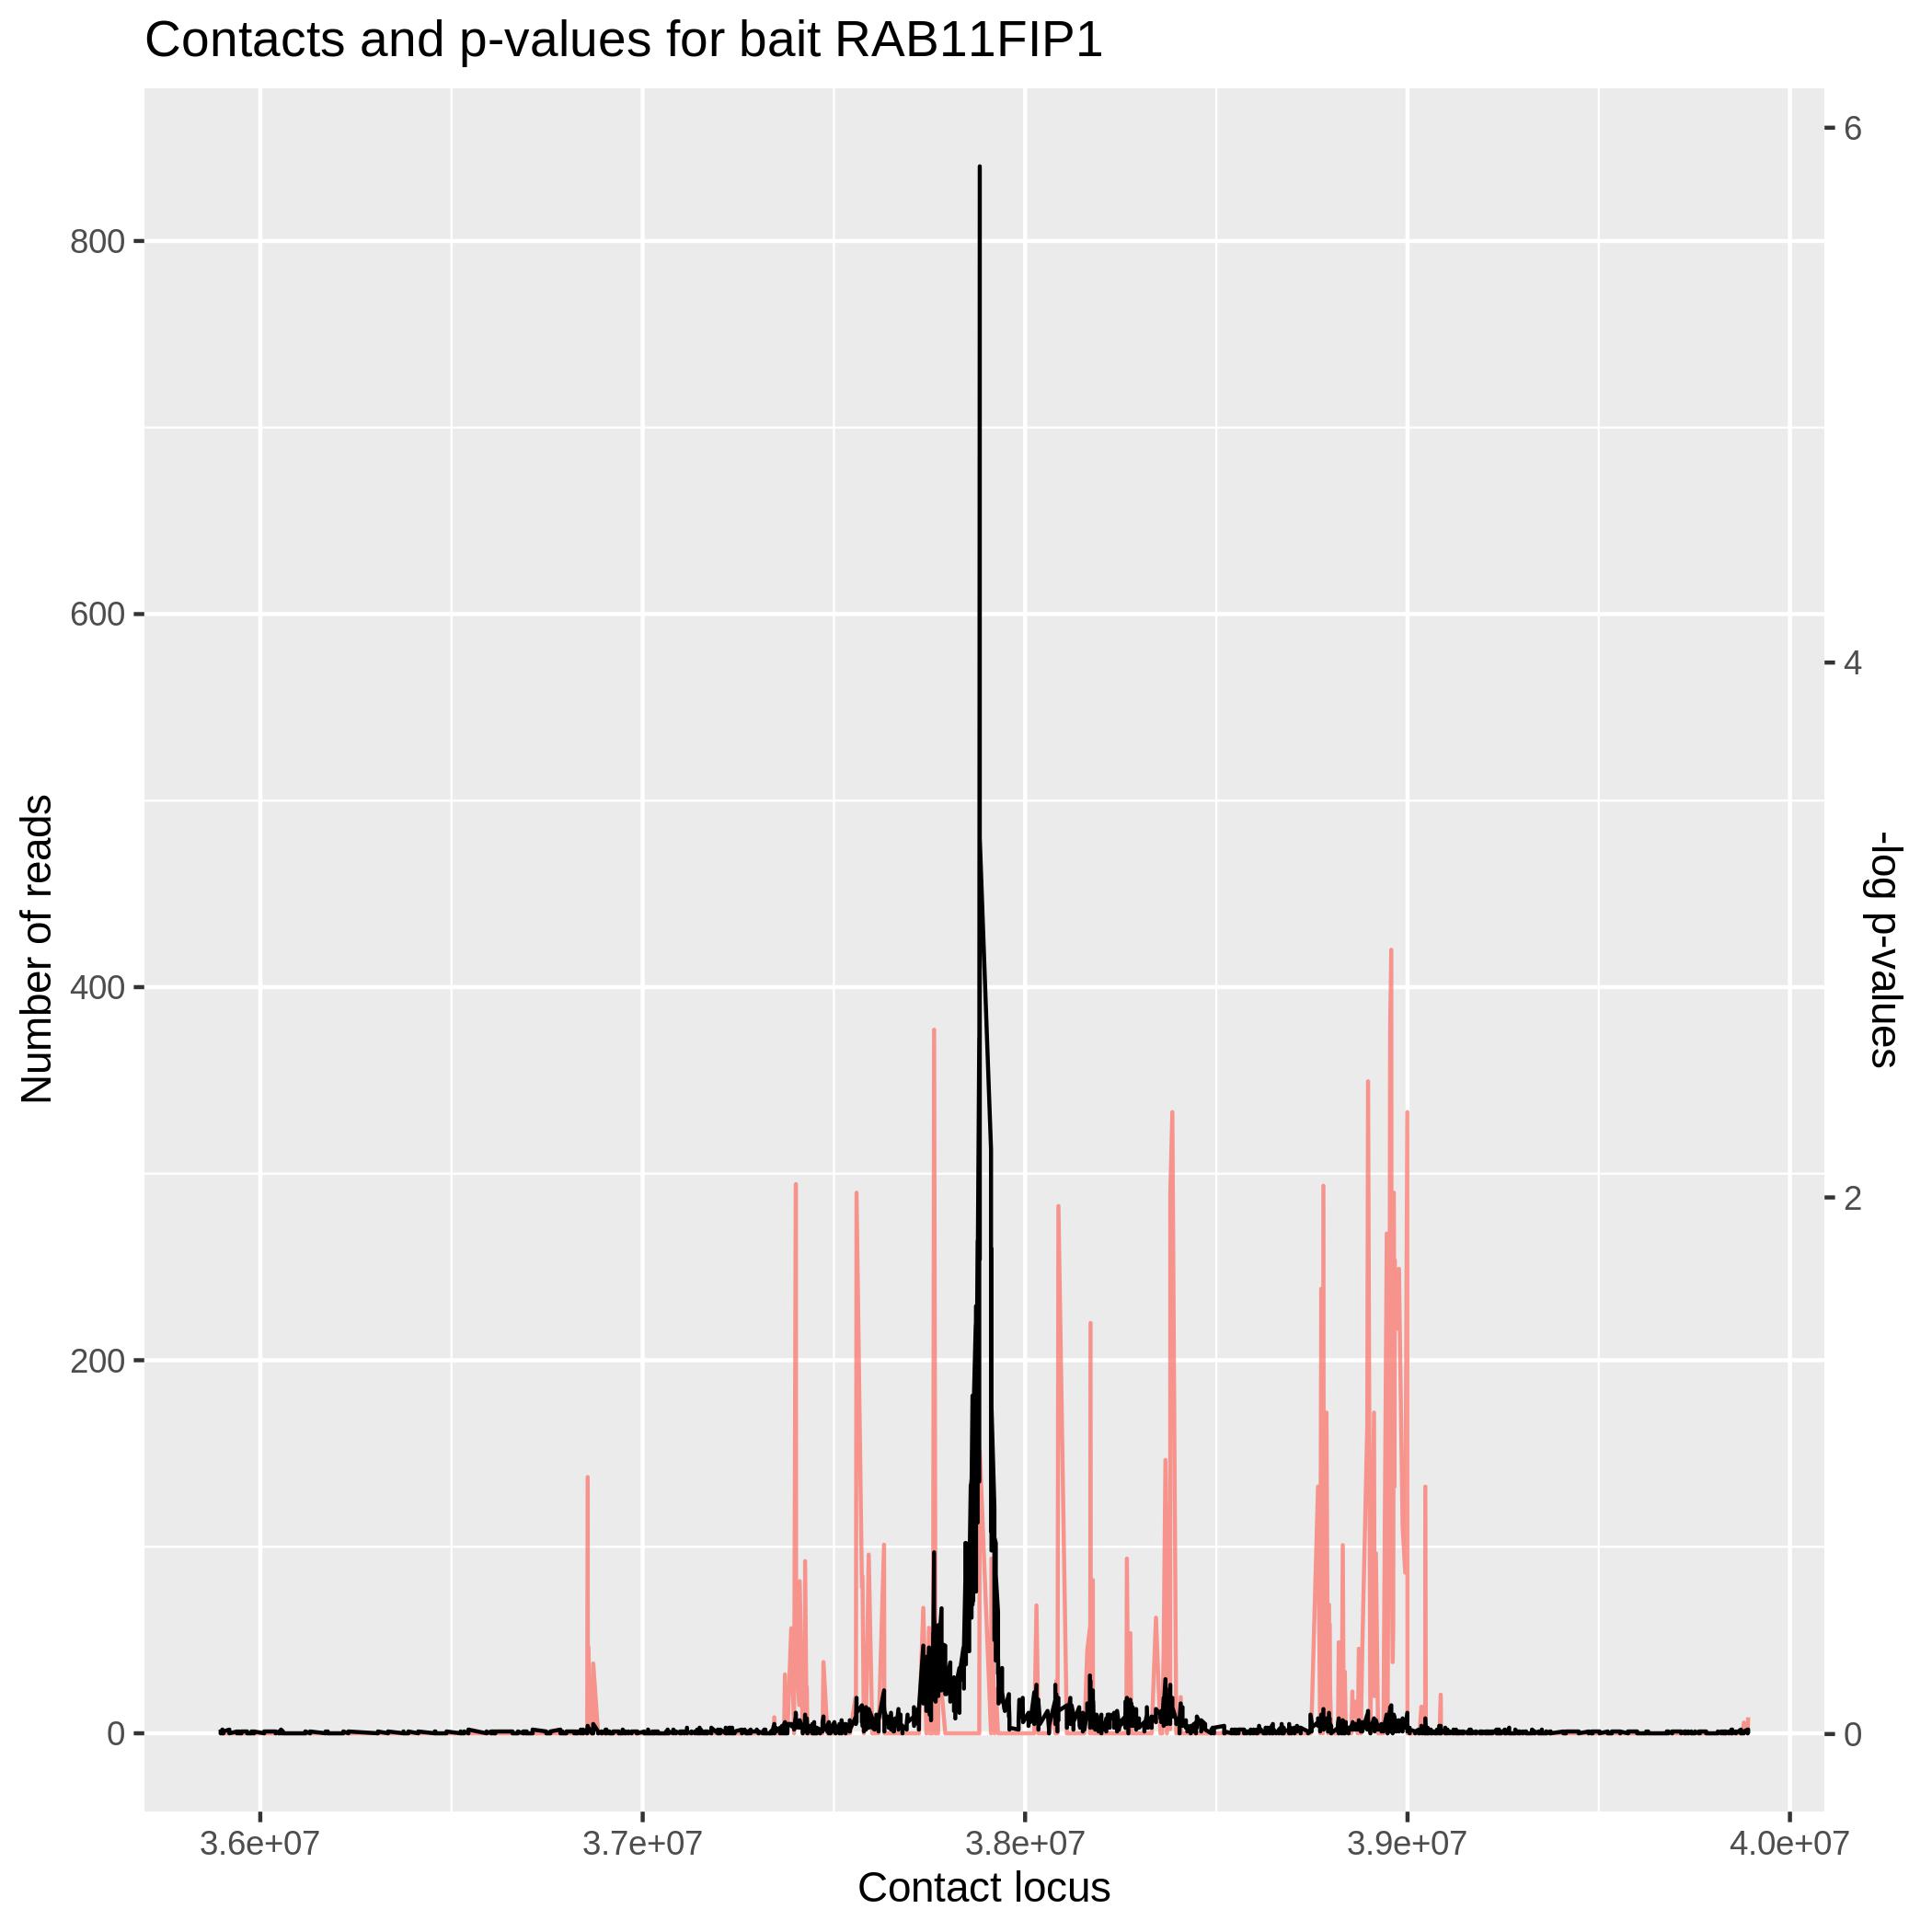 Contacts and p-values for bait RAB11FIP1
Number of reads
800
600
400
200
0
6
4
2
0
-log p-values
3.6e+07
3.7e+07
3.8e+07
3.9e+07
4.0e+07
Contact locus